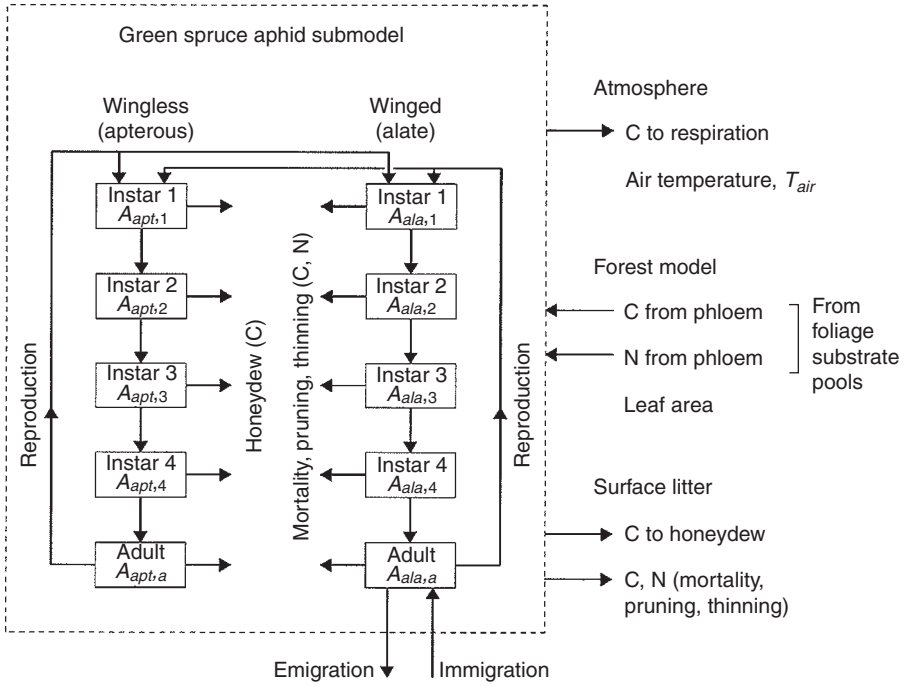 Green spruce aphid submodel
Wingless
(apterous)
Winged
(alate)
Instar 1
A_apt,1
Instar 2
A_apt,2
Instar 3
A_apt,3
Instar 4
A_apt,4
Adult
A_apt,a
Instar 1
A_ala,1
Instar 2
A_ala,2
Instar 3
A_ala,3
Instar 4
A_ala,4
Adult
A_ala,a
Reproduction
Honeydew (C)
Mortality, pruning, thinning (C, N)
Reproduction
Emigration
Immigration
Atmosphere
C to respiration
Air temperature, T_air
Forest model
C from phloem
N from phloem
From
foliage
substrate
pools
Leaf area
Surface litter
C to honeydew
C, N (mortality,
pruning, thinning)